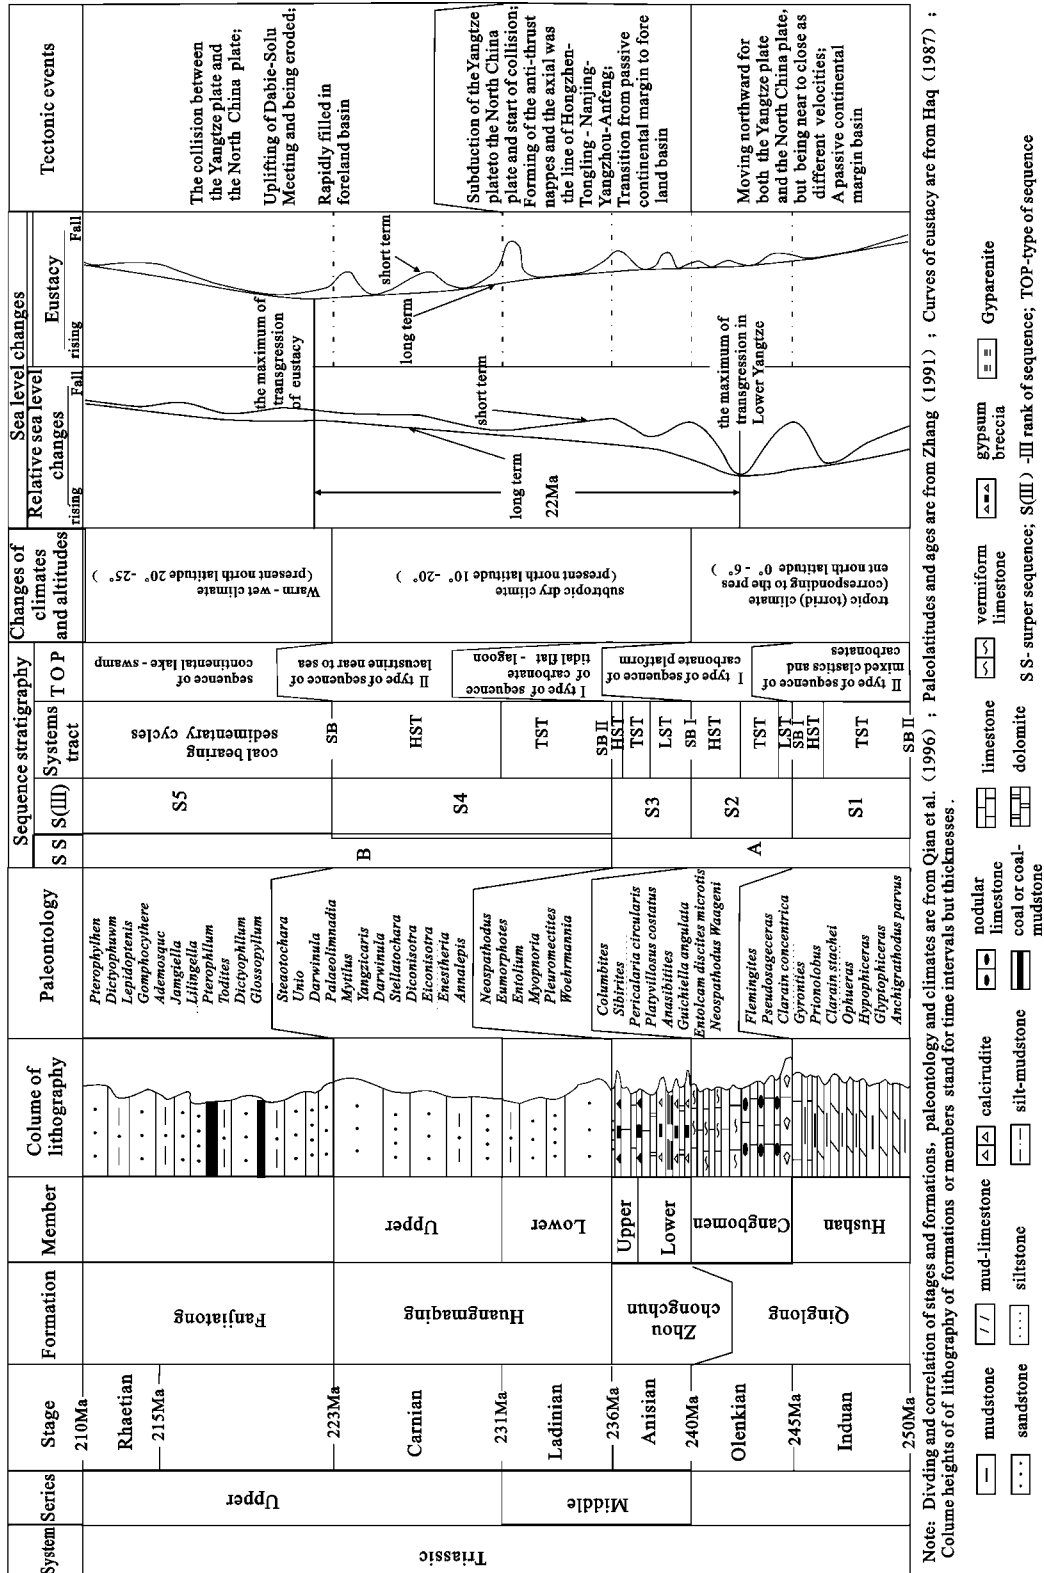 System
Series
Stage
Formation
Member
Colume of
lithography
Paleontology
Sequence stratigraphy
S S
S(III)
Systems
tract
T O P
Changes of
climates
and altitudes
Sea level changes
Relative sea level
changes
rising
Fall
Eustacy
rising
Fall
Tectonic events
Triassic
Upper
Middle
210Ma
Rhaetian
215Ma
223Ma
Carnian
231Ma
Ladinian
236Ma
Anisian
240Ma
Olenkian
245Ma
Induan
250Ma
Fanjiatong
Huangmaqing
Zhou
chongchun
Qinglong
Upper
Lower
Upper
Lower
Cangbomen
Hushan
Pterophylhen
Dictyophuwm
Lepidoptenis
Gomphocythere
Ademosquc
Jamgiella
Lilingella
Pterophllum
Todites
Dictyophllum
Glossopyllum
Steaotochara
Unio
Darwinula
Palaeolimnadia
Mytilus
Yangziccaris
Darwinula
Stellatochara
Dicionisotra
Eiconisotra
Enestheria
Annalepis
Neospathodus
Eumorphotes
Entolium
Myopnoria
Pleuromectites
Woehrmannia
Columbites
Sibiritites
Pericalaria circularis
Platyvillosus costatus
Anasibitites
Guichiella angulata
Entolcam discites microtis
Neospathodus Waageni
Flemingites
Pseudosageceras
Clarain concentrica
Gyronties
Prionolobus
Clarain stachei
Ophueras
Hypophiceras
Glyptophiceras
Anchigrathodus parvus
B
A
S5
S4
S3
S2
S1
coal bearing
sedimentary cycles
SB
HST
TST
SB II
HST
TST
LST
SB I
HST
TST
LST
SB I
HST
TST
SB II
sequence of
continental lake - swamp
II type of sequence of
lacustrine near to sea
I type of sequence
of carbonate of
tidal flat - lagoon
I type of sequence of
carbonate platform
II type of sequence of
mixed clastics and
carbonates
Warm - wet climate
(present north latitude 20° -25° )
subtropic dry climte
(present north latitude 10° -20° )
tropic (torrid) climate
(corresponding to the pres
ent north latitude 0° - 6° )
long term
short term
22Ma
the maximum of
transgression in
Lower Yangtze
the maximum of
transgression
of eustacy
long term
short term
The collision between
the Yangtze plate and
the North China plate;
Uplifting of Dabie-Solu
Meeting and being eroded;
Rapidly filled in
foreland basin
Subduction of theYangtze
plateto the North China
plate and start of collision;
Forming of the anti-thrust
nappes and the axial was
the line of Hongzhen-
Tongling - Nanjing-
Yangzhou-Anfeng;
Transition from passive
continental margin to fore
land basin
Moving northward for
both the Yangtze plate
and the North China plate,
but being near to close as
different velocities;
A passive continental
margin basin
Note: Divding and correlation of stages and formations, paleontology and climates are from Qian et al. (1996) ; Paleolatitudes and ages are from Zhang (1991) ; Curves of eustacy are from Haq (1987) ;
Colume heights of of lithography of formations or members stand for time intervals but thicknesses.
mudstone
mud-limestone
calcirudite
nodular
limestone
limestone
vermiform
limestone
gypsum
breccia
Gyparenite
sandstone
siltstone
silt-mudstone
coal or coal-
mudstone
dolomite
S S- surper sequence; S(III) -III rank of sequence; TOP-type of sequence